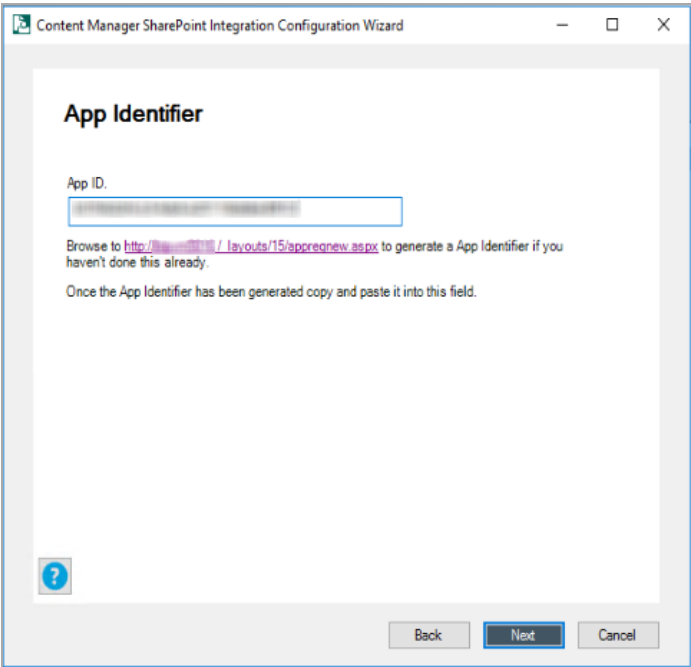 Content Manager SharePoint Integration Configuration Wizard
App Identifier
App ID.
Browse to http:// /_layouts/15/appregnew.aspx to generate a App Identifier if you
haven't done this already.
Once the App Identifier has been generated copy and paste it into this field.
?
Back Next Cancel